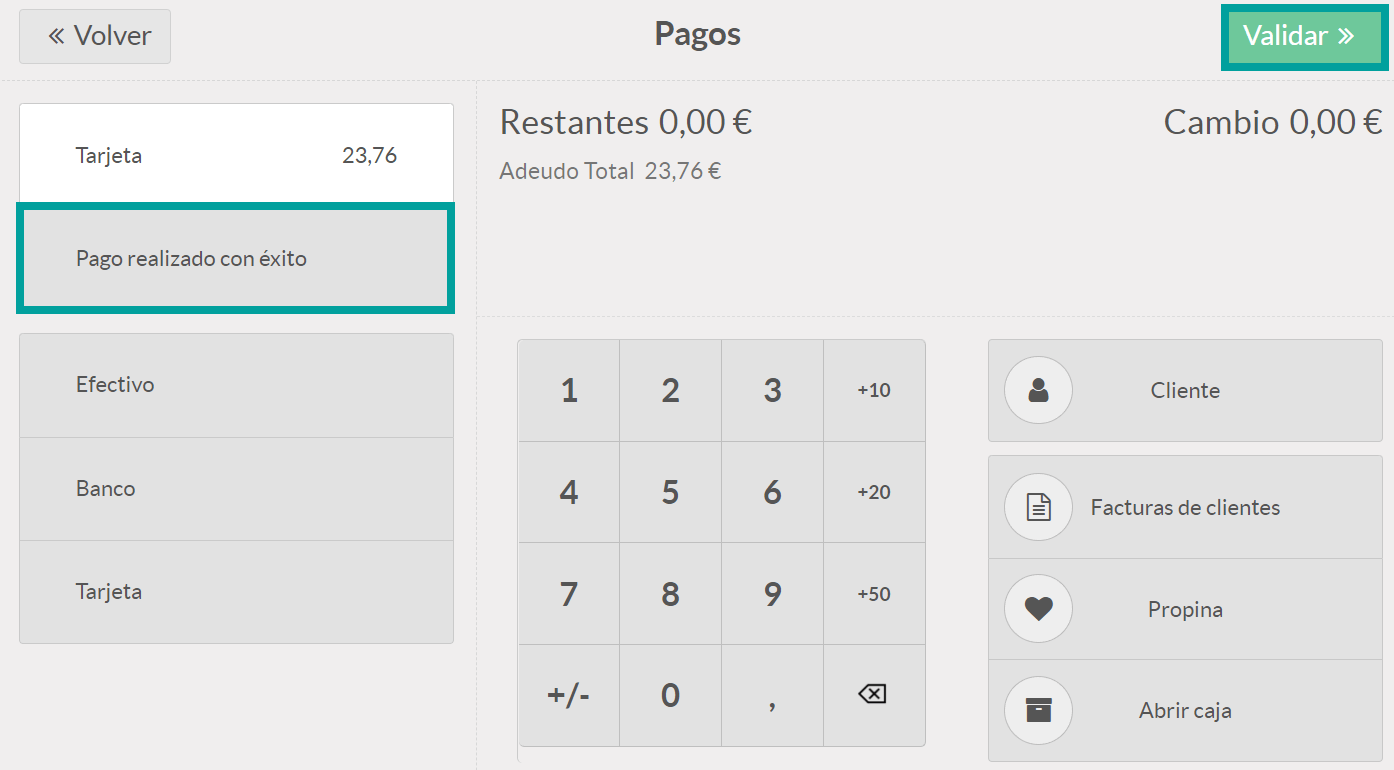 « Volver
Pagos
Validar »
Tarjeta 23,76
Pago realizado con éxito
Efectivo
Banco
Tarjeta
Restantes 0,00 €
Cambio 0,00 €
Adeudo Total 23,76 €
1 2 3 +10
4 5 6 +20
7 8 9 +50
+/- 0 ,
Cliente
Facturas de clientes
Propina
Abrir caja